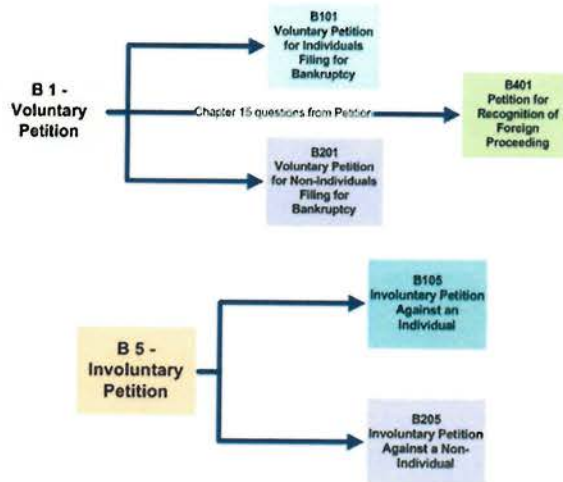 B101
Voluntary Petition
for Individuals
Filing for
Bankruptcy
B 1 -
Voluntary
Petition
Chapter 15 questions from Petition
B401
Petition for
Recognition of
Foreign
Proceeding
B201
Voluntary Petition
for Non-Individuals
Filing for
Bankruptcy
B 5 -
Involuntary
Petition
B105
Involuntary Petition
Against an
Individual
B205
Involuntary Petition
Against a Non-
Individual